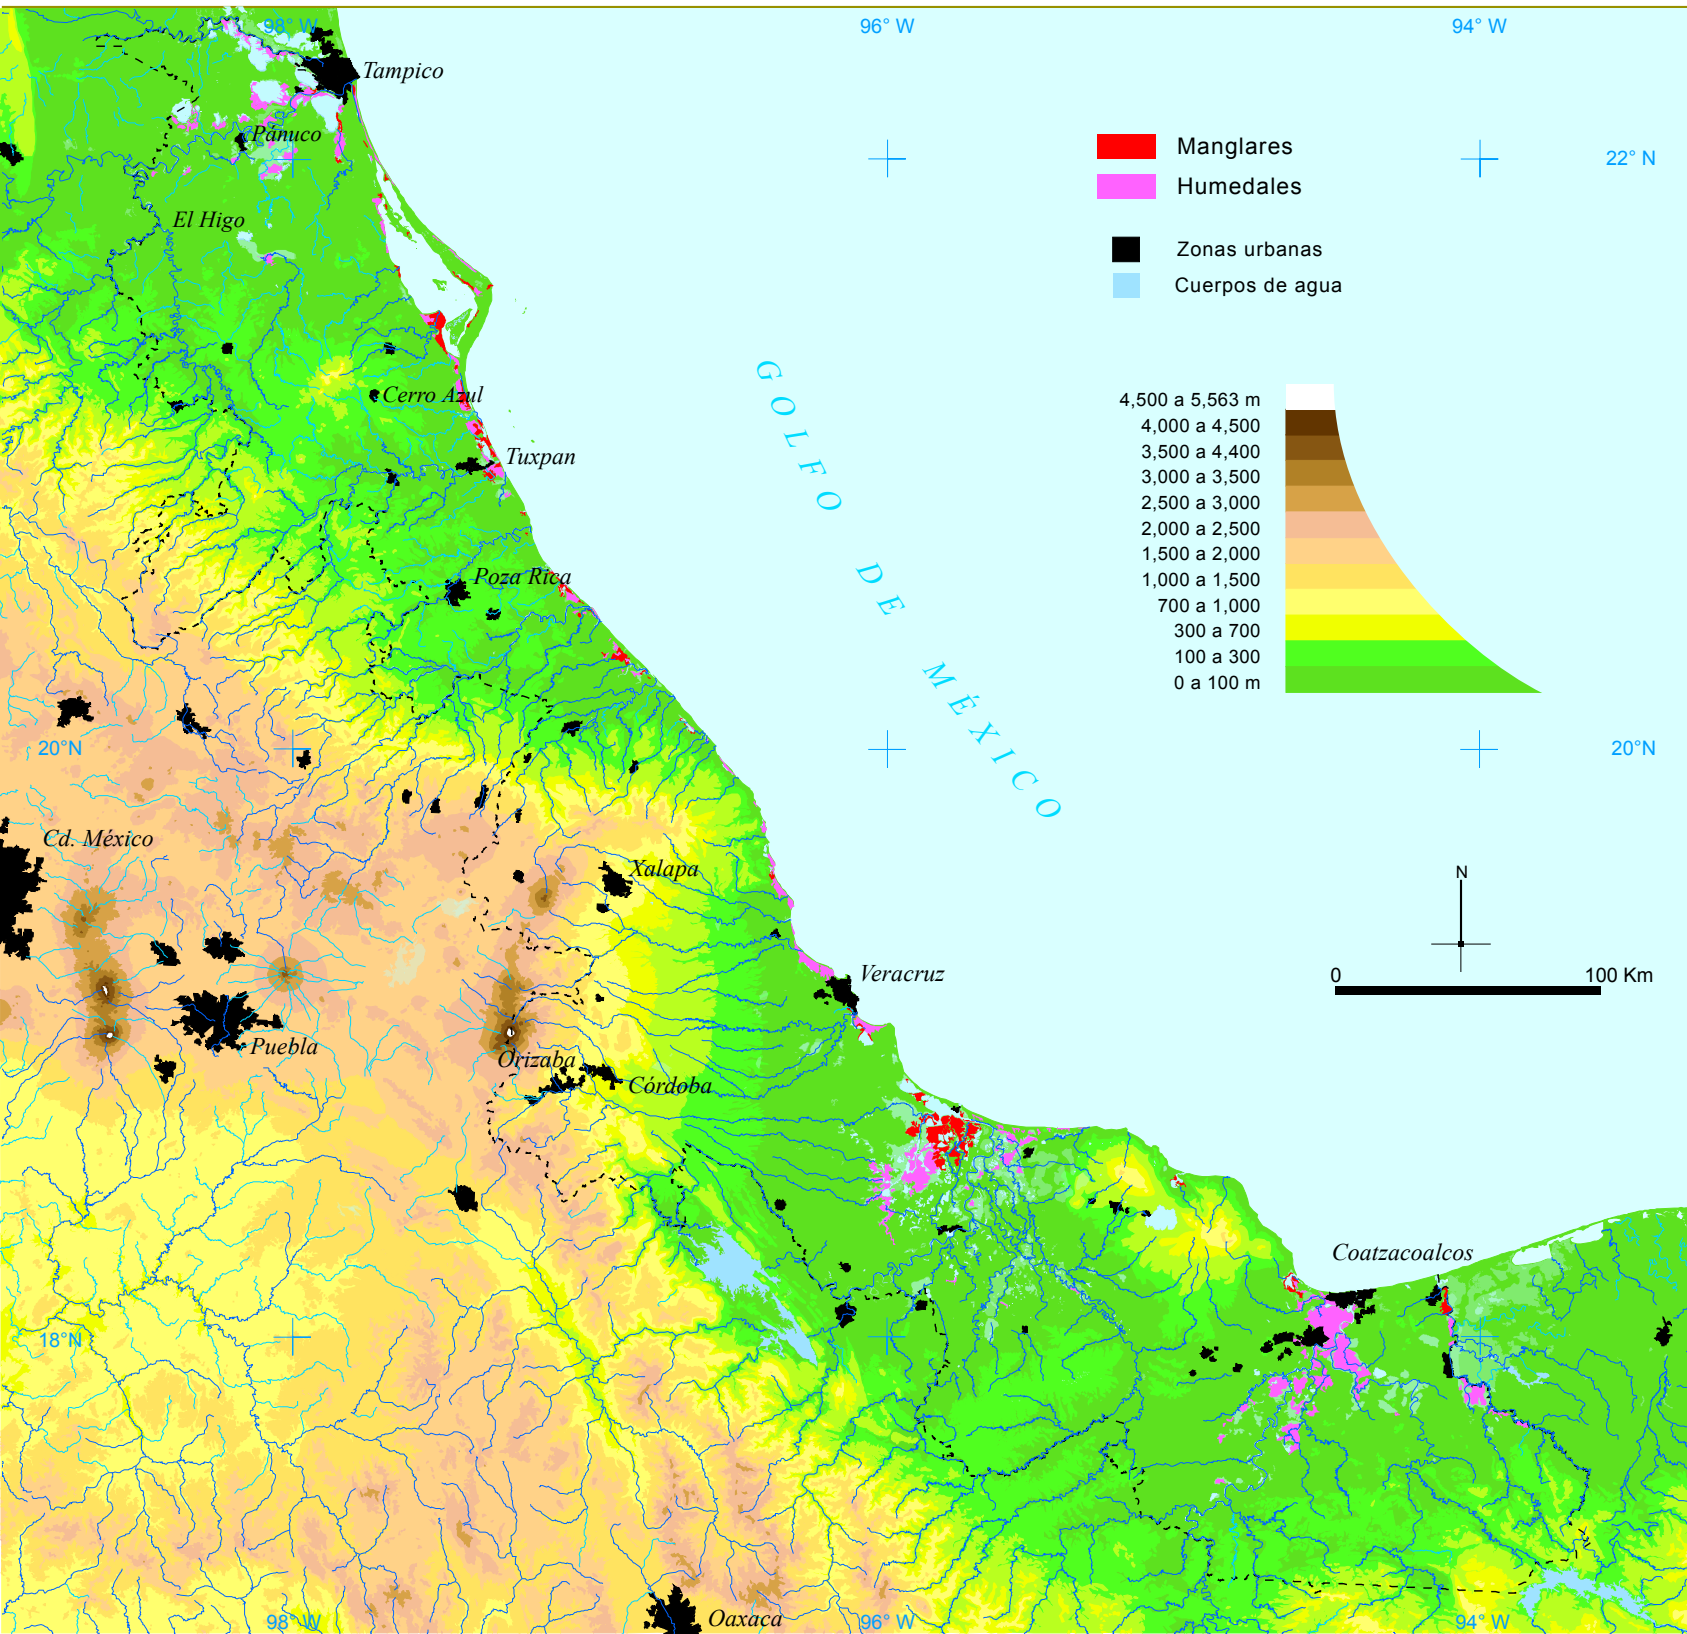 98° W
96° W
94° W
Tampico
Pánuco
Manglares
22° N
Humedales
El Higo
Zonas urbanas
Cuerpos de agua
GOLFO DE MÉXICO
Cerro Azul
4,500 a 5,563 m
4,000 a 4,500
3,500 a 4,400
3,000 a 3,500
2,500 a 3,000
2,000 a 2,500
1,500 a 2,000
1,000 a 1,500
700 a 1,000
300 a 700
100 a 300
0 a 100 m
Tuxpan
Poza Rica
20°N
20°N
Cd. México
Xalapa
N
Veracruz
0 100 Km
Puebla
Orizaba
Córdoba
Coatzacoalcos
18°N
98° W
Oaxaca
96° W
94° W